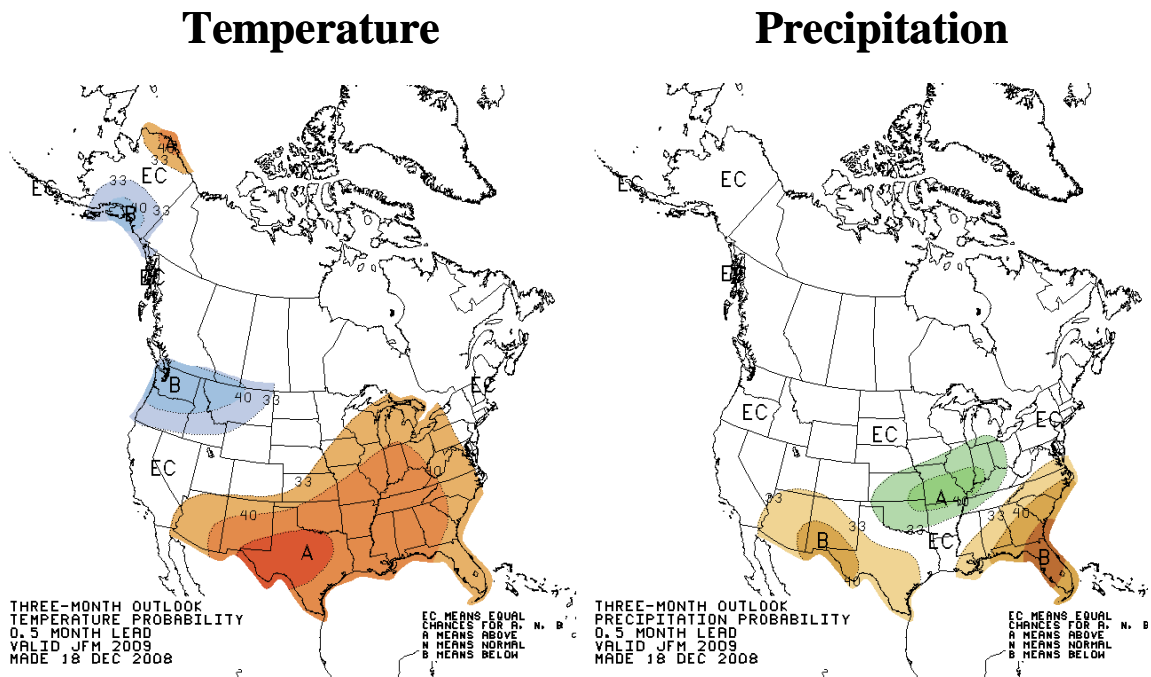 Temperature
Precipitation
40
33
EC
EC
33
40
33
B
EC
B
40
33
EC
EC
33
40
40
A
THREE-MONTH OUTLOOK
TEMPERATURE PROBABILITY
0.5 MONTH LEAD
VALID JFM 2009
MADE 18 DEC 2008
EC MEANS EQUAL
CHANCES FOR A, N, B
A MEANS ABOVE
N MEANS NORMAL
B MEANS BELOW
EC
EC
EC
EC
EC
EC
A
40
33
33
33
B
40
33
40
EC
B
THREE-MONTH OUTLOOK
PRECIPITATION PROBABILITY
0.5 MONTH LEAD
VALID JFM 2009
MADE 18 DEC 2008
EC MEANS EQUAL
CHANCES FOR A, N, B
A MEANS ABOVE
N MEANS NORMAL
B MEANS BELOW